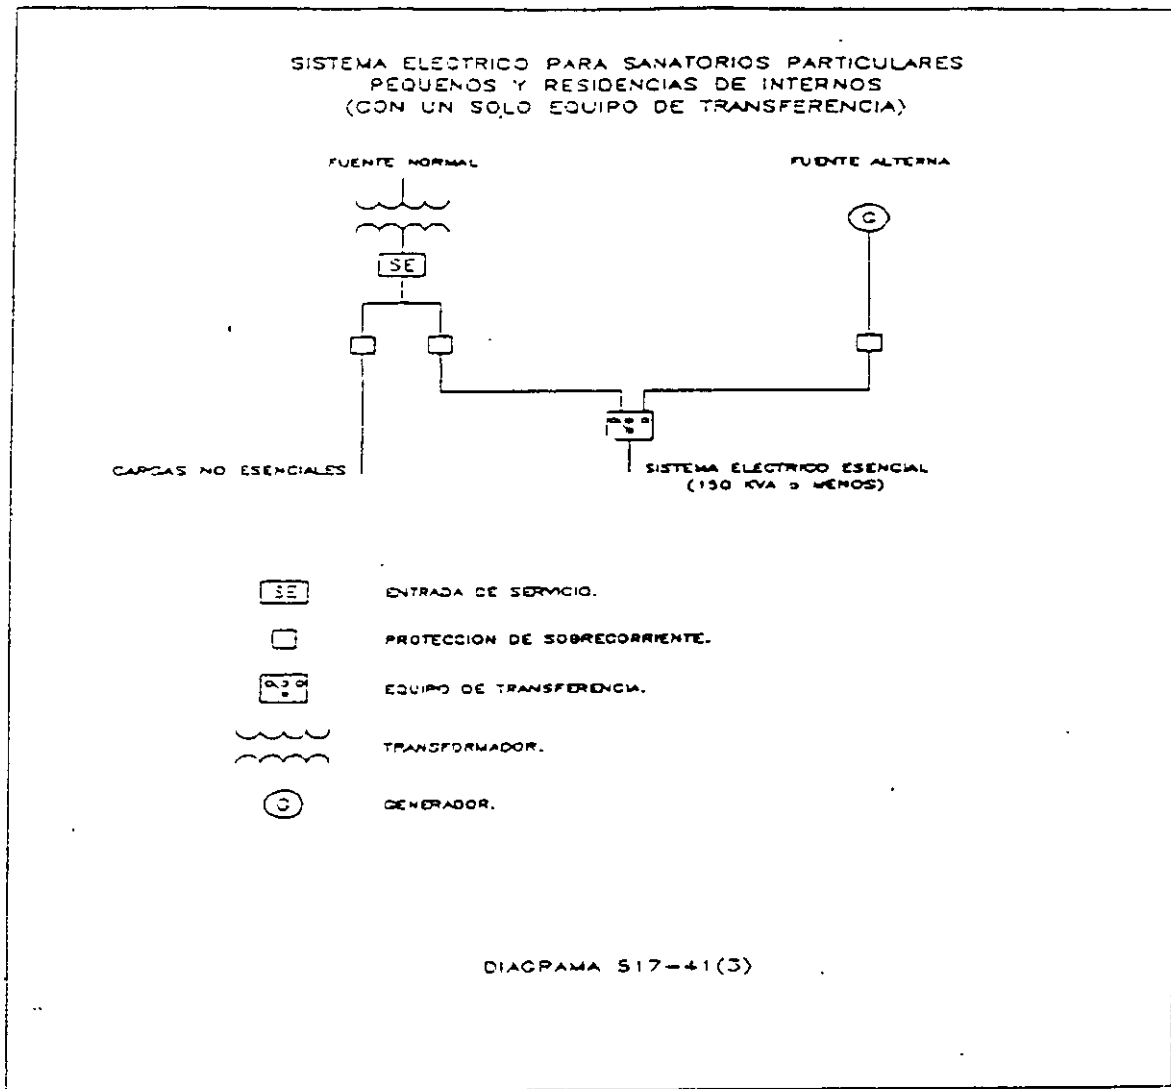 SISTEMA ELECTRICO PARA SANATORIOS PARTICULARES
PEQUENOS Y RESIDENCIAS DE INTERNOS
(CON UN SOLO EQUIPO DE TRANSFERENCIA)
FUENTE NORMAL
FUENTE ALTERNA
G
SE
CARGAS NO ESENCIALES
SISTEMA ELECTRICO ESENCIAL
(150 KVA o MENOS)
SE ENTRADA DE SERVICIO.
PROTECCION DE SOBRECORRIENTE.
EQUIPO DE TRANSFERENCIA.
TRANSFORMADOR.
G GENERADOR.
DIAGRAMA 517-41(3)